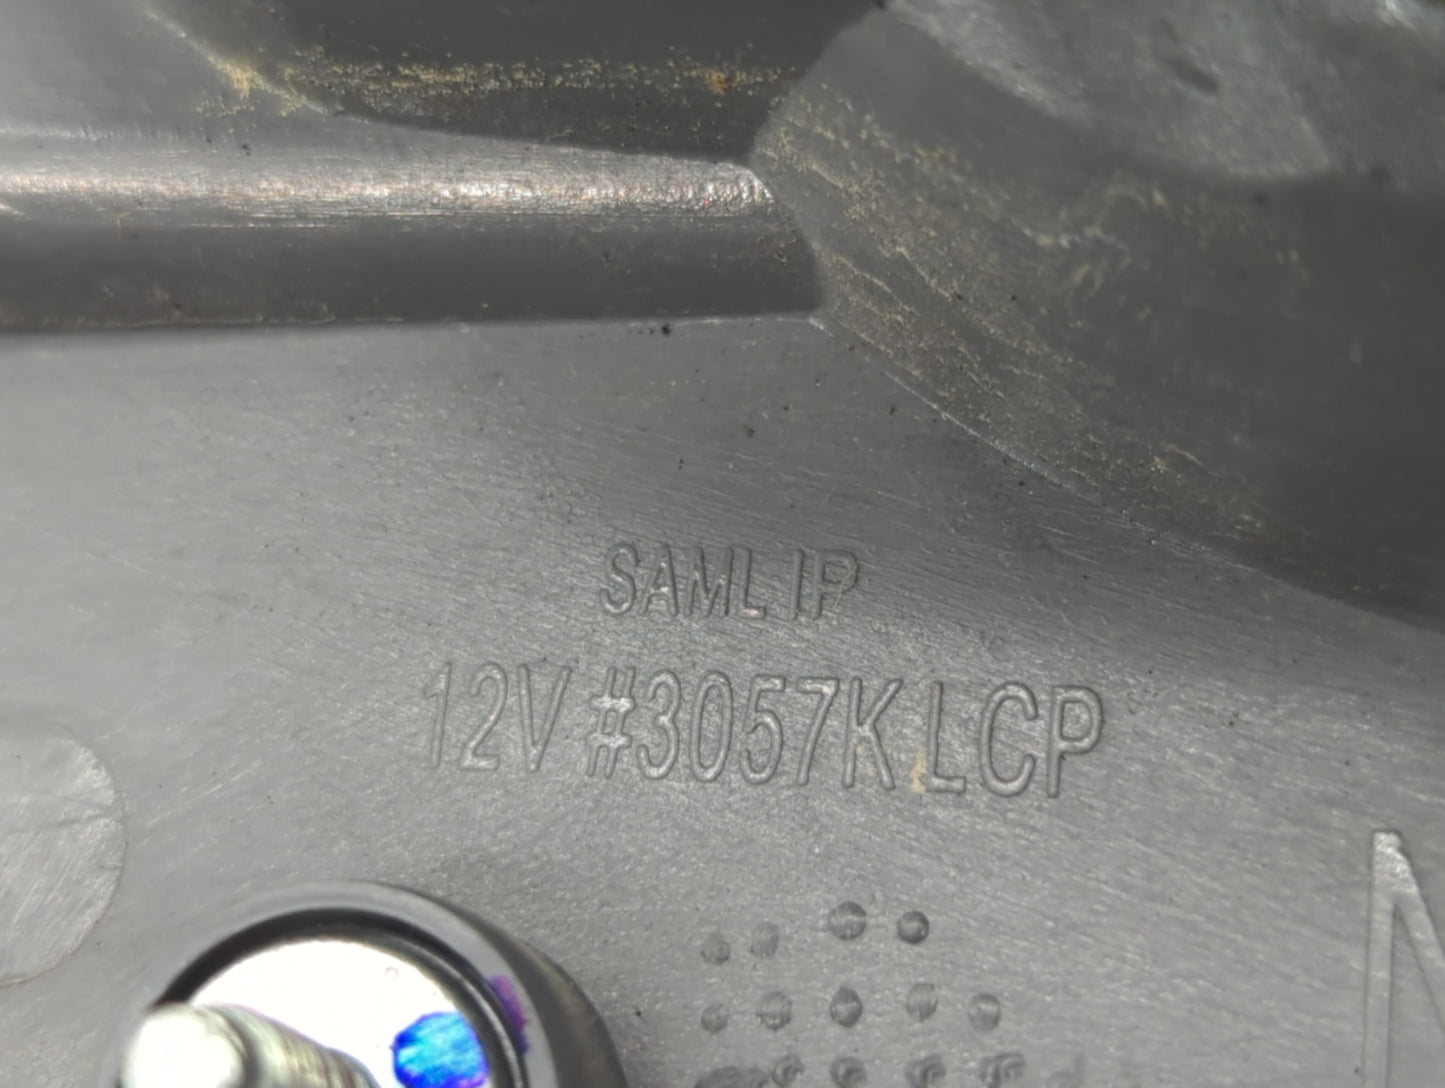 SAML IP
12V #3057K LCP
N